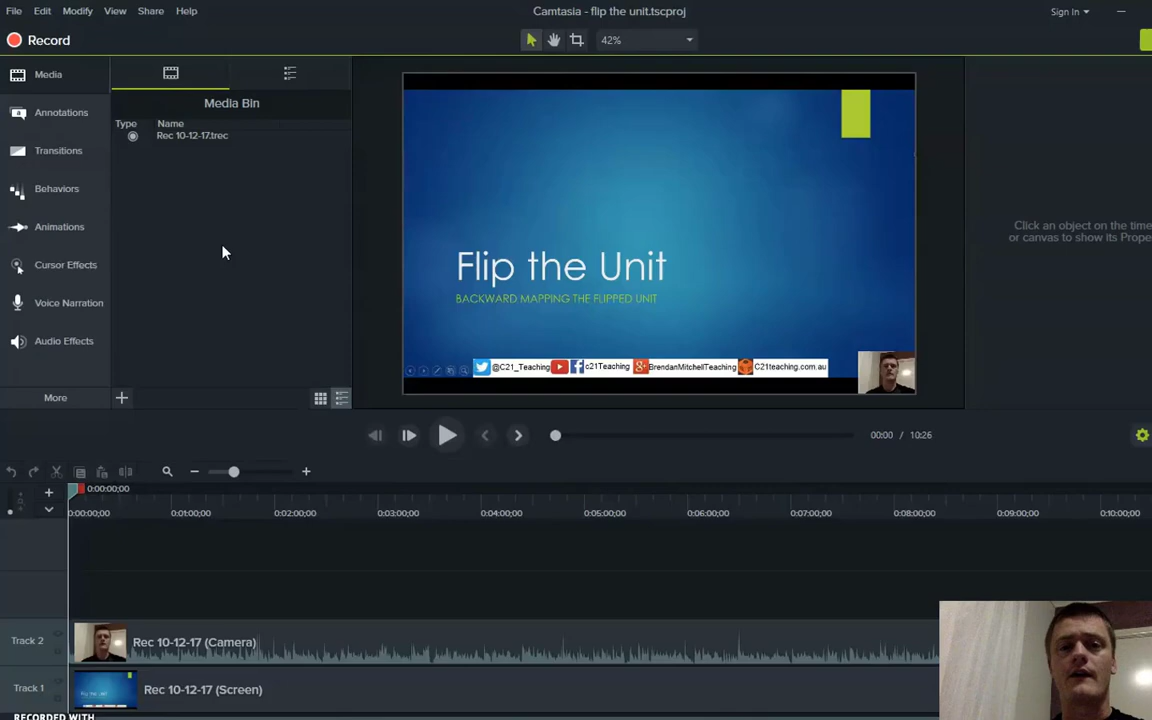 File Edit Modify View Share Help
Camtasia - flip the unit.tscproj
Sign In
Record
42%
Media
Annotations
Transitions
Behaviors
Animations
Cursor Effects
Voice Narration
Audio Effects
More
Media Bin
Type Name
Rec 10-12-17.trec
Flip the Unit
BACKWARD MAPPING THE FLIPPED UNIT
@C21_Teaching c21Teaching BrendanMitchellTeaching C21teaching.com.au
Click an object on the time
or canvas to show its Prope
00:00 / 10:26
0:00:00;00
0:00:00;00 0:01:00;00 0:02:00;00 0:03:00;00 0:04:00;00 0:05:00;00 0:06:00;00 0:07:00;00 0:08:00;00 0:09:00;00 0:10:00;00
Track 2
Rec 10-12-17 (Camera)
Track 1
Rec 10-12-17 (Screen)
RECORDED WITH